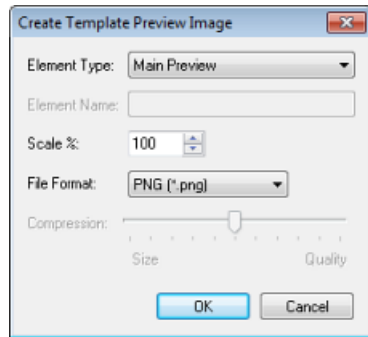 Create Template Preview Image
Element Type: Main Preview
Element Name:
Scale %: 100
File Format: PNG (*.png)
Compression:
Size Quality
OK Cancel